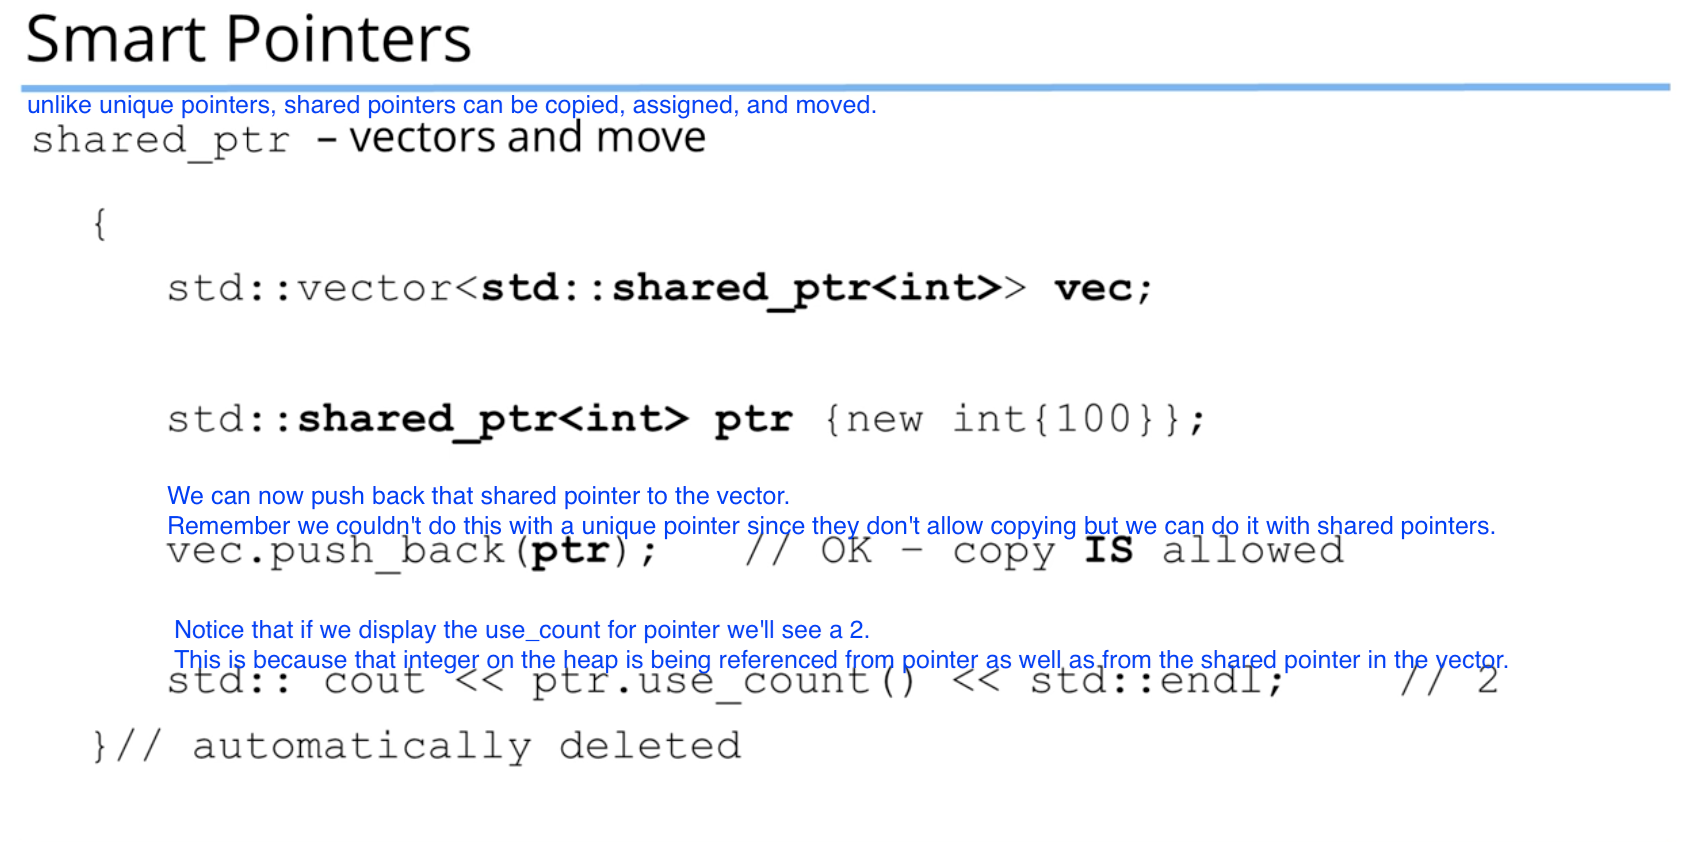 Smart Pointers
unlike unique pointers, shared pointers can be copied, assigned, and moved.
shared_ptr – vectors and move
{
std::vector<std::shared_ptr<int>> vec;
std::shared_ptr<int> ptr {new int{100}};
We can now push back that shared pointer to the vector.
Remember we couldn't do this with a unique pointer since they don't allow copying but we can do it with shared pointers.
vec.push_back(ptr); // OK – copy IS allowed
Notice that if we display the use_count for pointer we'll see a 2.
This is because that integer on the heap is being referenced from pointer as well as from the shared pointer in the vector.
std:: cout << ptr.use_count() << std::endl; // 2
}// automatically deleted